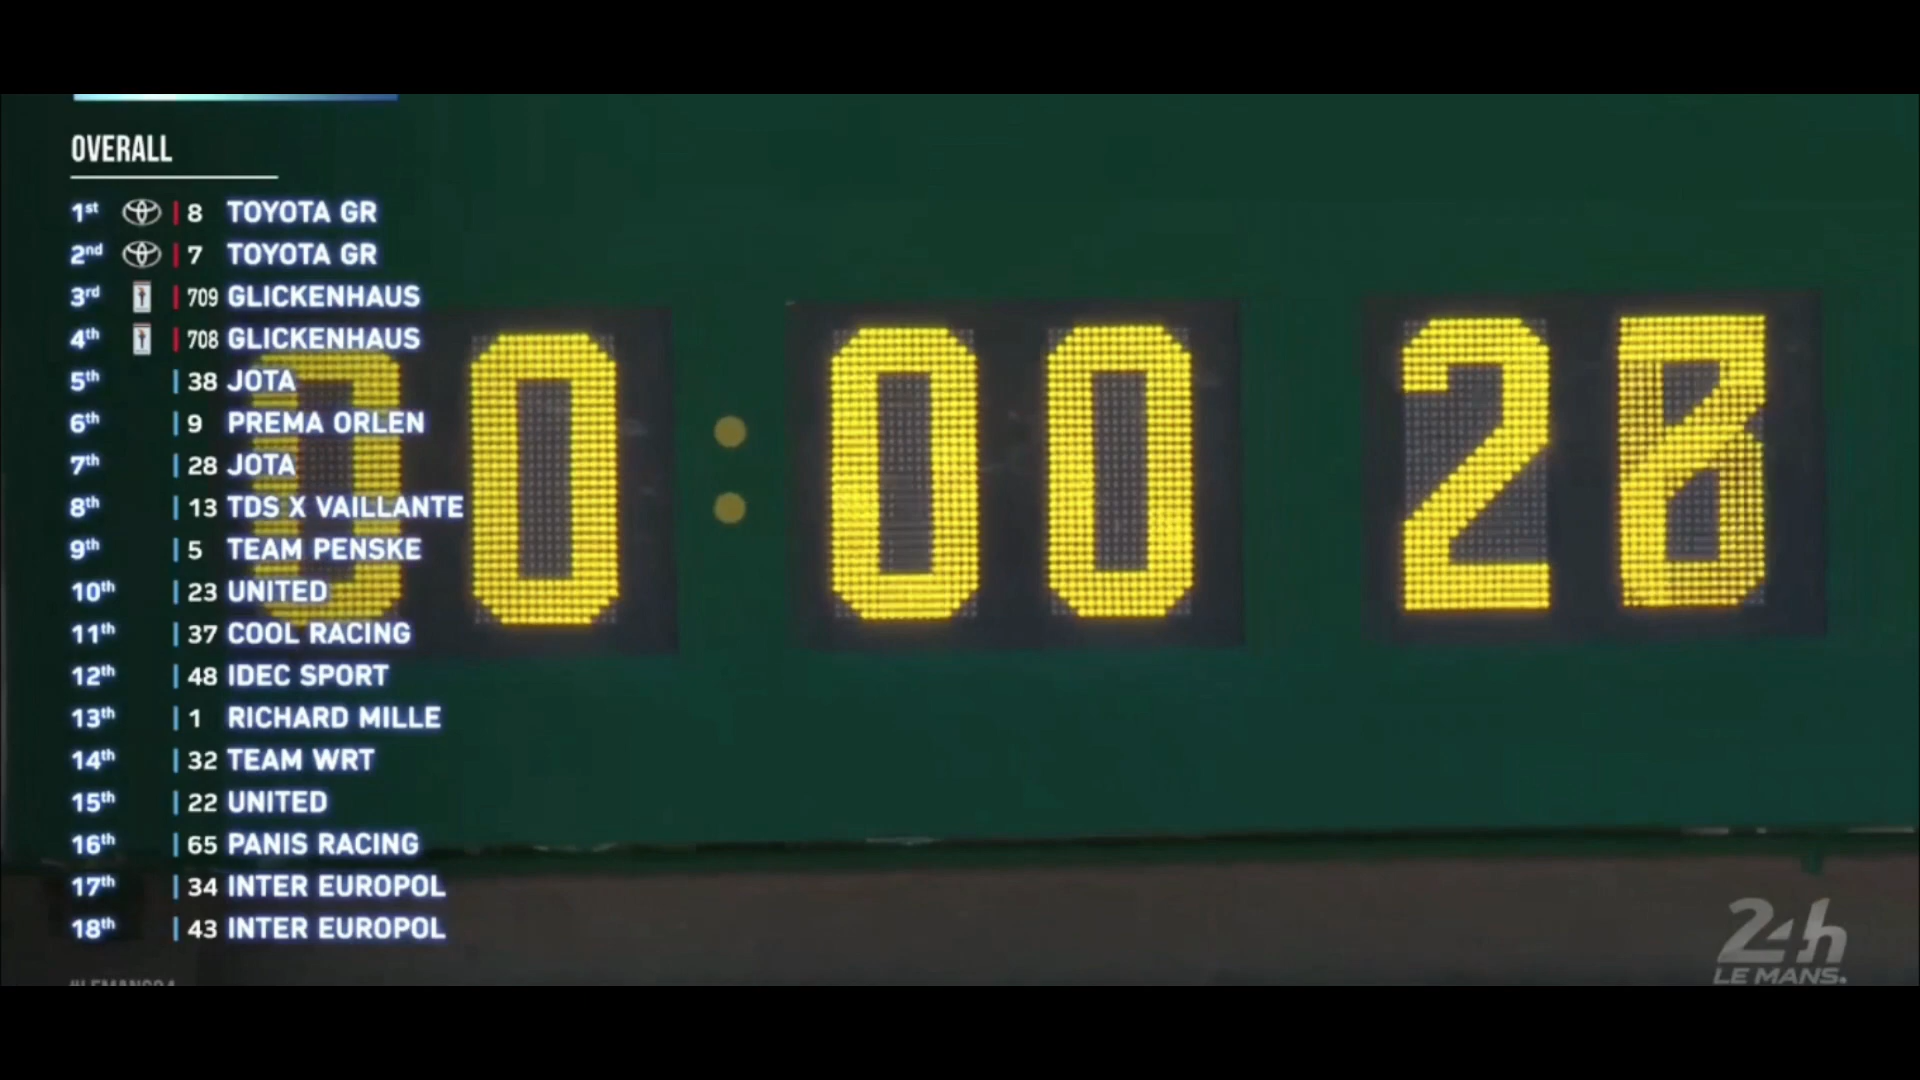 OVERALL
1st 8 TOYOTA GR
2nd 7 TOYOTA GR
3rd 709 GLICKENHAUS
4th 708 GLICKENHAUS
5th 38 JOTA
6th 9 PREMA ORLEN
7th 28 JOTA
8th 13 TDS X VAILLANTE
9th 5 TEAM PENSKE
10th 23 UNITED
11th 37 COOL RACING
12th 48 IDEC SPORT
13th 1 RICHARD MILLE
14th 32 TEAM WRT
15th 22 UNITED
16th 65 PANIS RACING
17th 34 INTER EUROPOL
18th 43 INTER EUROPOL
00:00 2
24h
LE MANS.